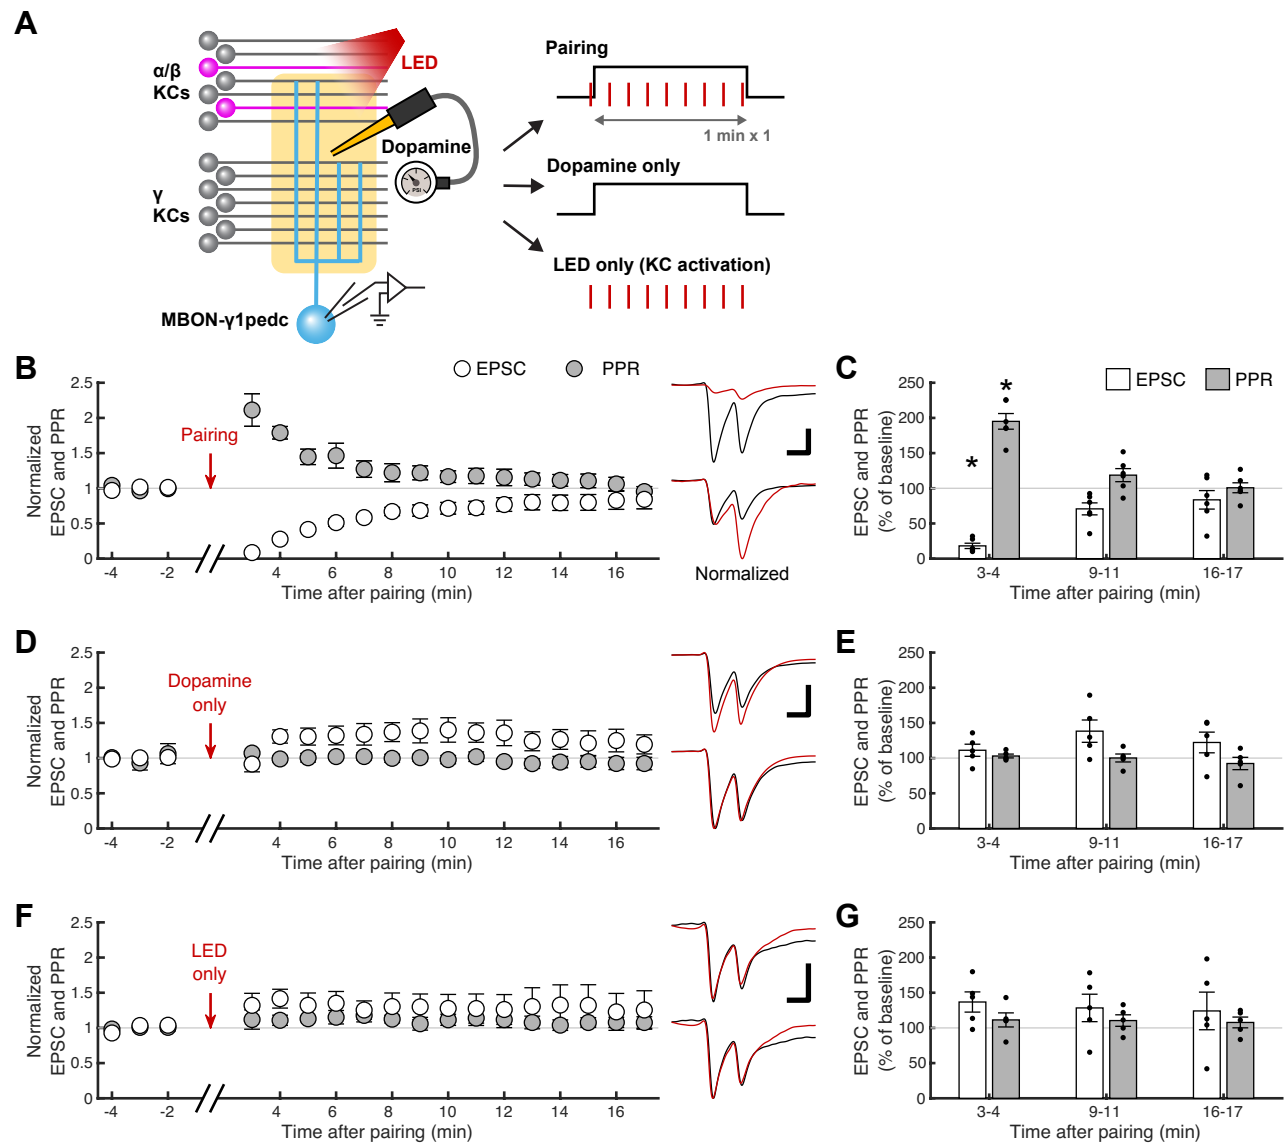 A
α/β
KCs
LED
Dopamine
PSI
γ
KCs
MBON-γ1pedc
Pairing
1 min x 1
Dopamine only
LED only (KC activation)
B
EPSC
PPR
Normalized
EPSC and PPR
2.5
2
1.5
1
0.5
0
Pairing
-4
-2
4
6
8
10
12
14
16
Time after pairing (min)
Normalized
C
EPSC
PPR
EPSC and PPR
(% of baseline)
250
200
150
100
50
0
*
*
3-4
9-11
16-17
Time after pairing (min)
D
Normalized
EPSC and PPR
2.5
2
1.5
1
0.5
0
Dopamine
only
-4
-2
4
6
8
10
12
14
16
Time after pairing (min)
E
EPSC and PPR
(% of baseline)
250
200
150
100
50
0
3-4
9-11
16-17
Time after pairing (min)
F
Normalized
EPSC and PPR
2.5
2
1.5
1
0.5
0
LED
only
-4
-2
4
6
8
10
12
14
16
Time after pairing (min)
G
EPSC and PPR
(% of baseline)
250
200
150
100
50
0
3-4
9-11
16-17
Time after pairing (min)